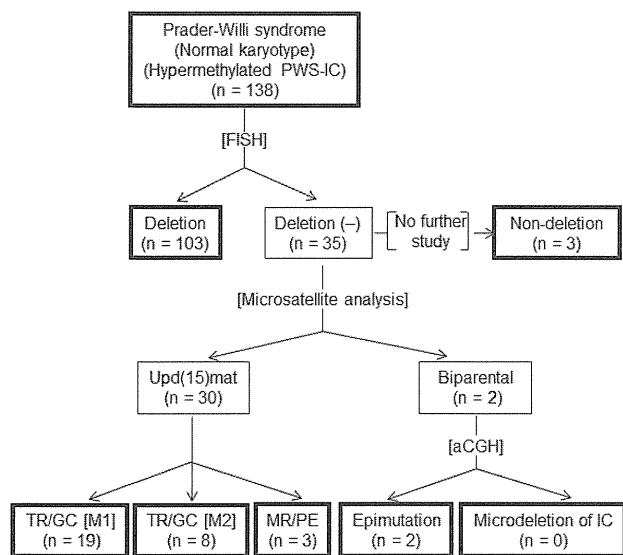 Prader-Willi syndrome
(Normal karyotype)
(Hypermethylated PWS-IC)
(n = 138)
[FISH]
Deletion
(n = 103)
Deletion (–)
(n = 35)
[No further
study]
Non-deletion
(n = 3)
[Microsatellite analysis]
Upd(15)mat
(n = 30)
Biparental
(n = 2)
[aCGH]
TR/GC [M1]
(n = 19)
TR/GC [M2]
(n = 8)
MR/PE
(n = 3)
Epimutation
(n = 2)
Microdeletion of IC
(n = 0)